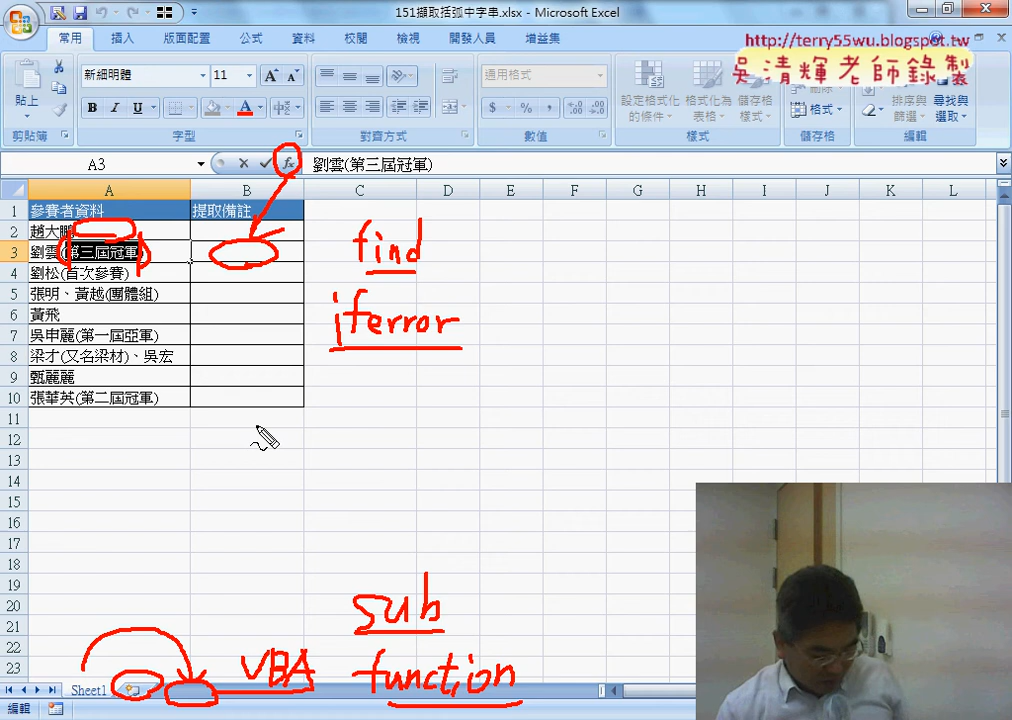 151擷取括弧中字串.xlsx - Microsoft Excel
常用 插入 版面配置 公式 資料 校閱 檢視 開發人員 增益集
http://terry55wu.blogspot.tw
吳清輝老師錄製
貼上 新細明體 11 通用格式 設定格式化的條件 格式化為表格 儲存格樣式 刪除 格式 排序與篩選 尋找與選取
剪貼簿 字型 對齊方式 數值 樣式 儲存格 編輯
A3 fx 劉雲(第三屆冠軍)
A B C D E F G H I J K L
1 參賽者資料 提取備註
2 趙大鵬
3 劉雲(第三屆冠軍)
4 劉松(首次參賽)
5 張明、黃越(團體組)
6 黃飛
7 吳申麗(第一屆亞軍)
8 梁才(又名梁材)、吳宏
9 甄麗麗
10 張華英(第二屆冠軍)
11
12
13
14
15
16
17
18
19
20
21
22
23
find
iferror
sub
VBA function
Sheet1
編輯